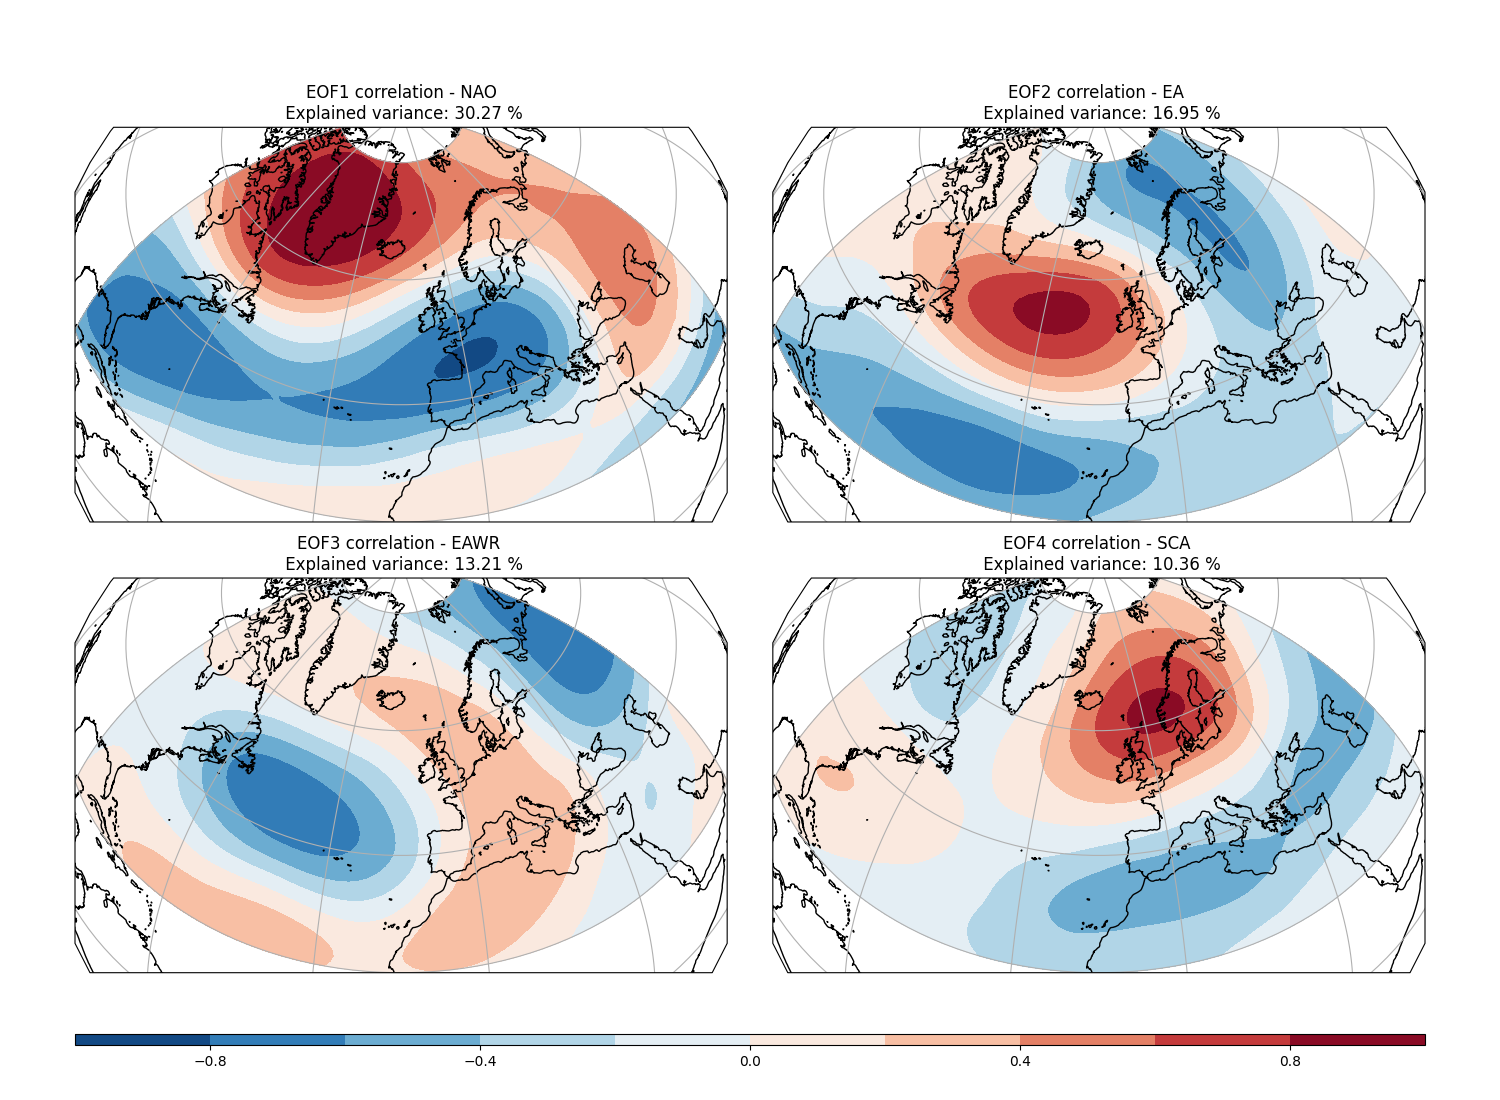 EOF1 correlation - NAO
Explained variance: 30.27 %
EOF2 correlation - EA
Explained variance: 16.95 %
EOF3 correlation - EAWR
Explained variance: 13.21 %
EOF4 correlation - SCA
Explained variance: 10.36 %
−0.8 −0.4 0.0 0.4 0.8